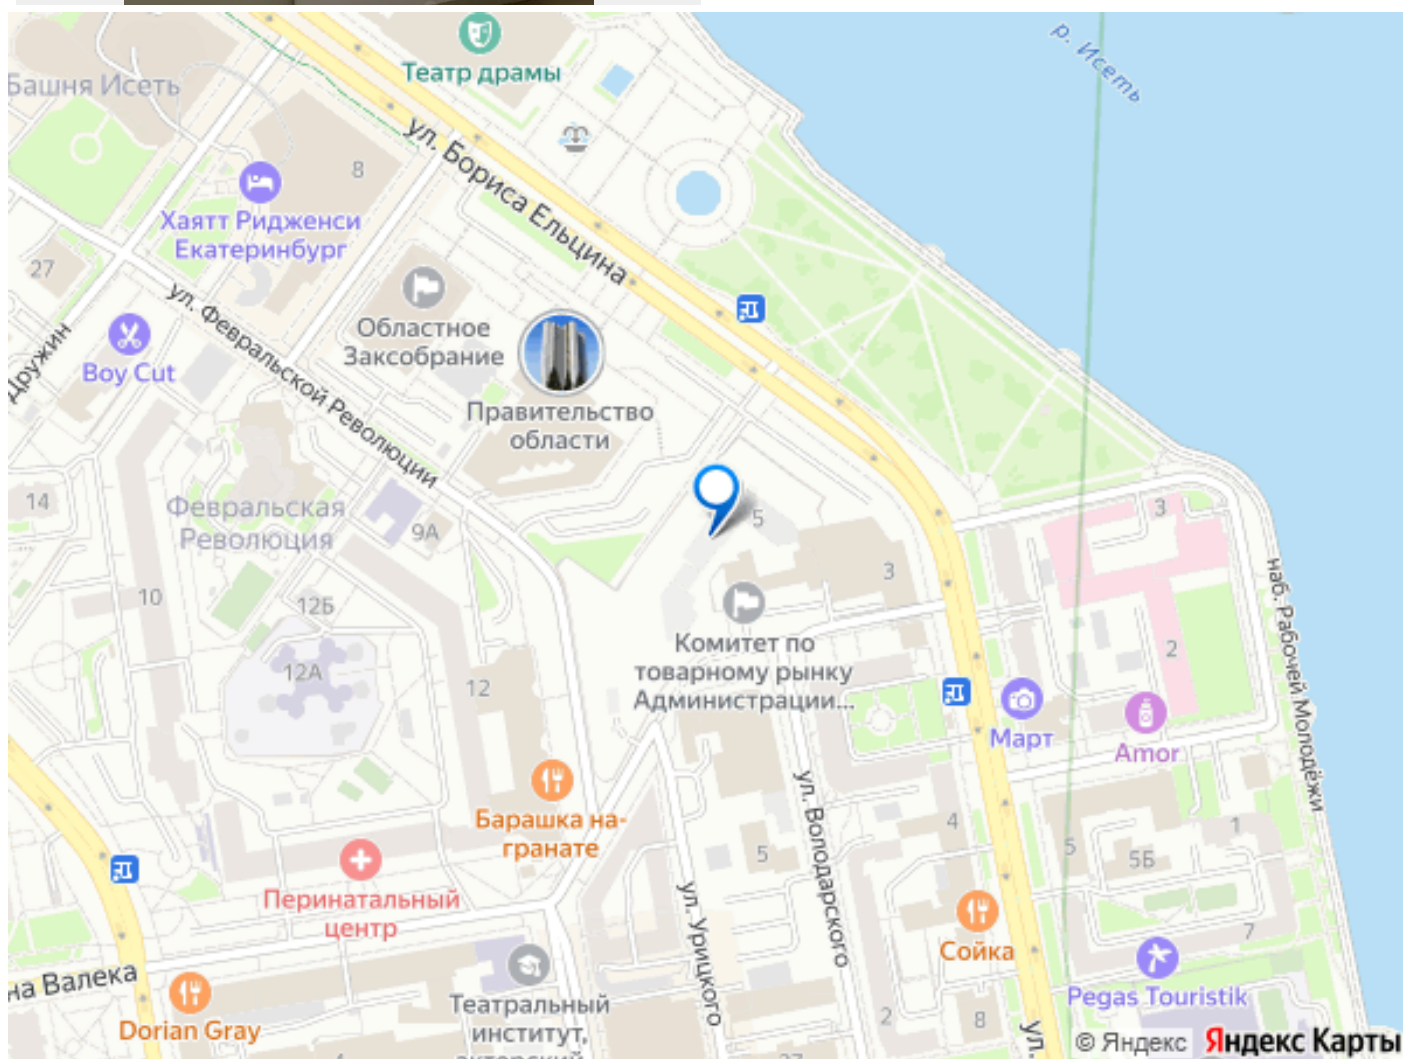 Театр драмы
р. Исеть
Башня Исеть
ул. Бориса Ельцина
8
Хаятт Ридженси
Екатеринбург
27
ул. Февральской Революции
Областное
Заксобрание
Дружин
Boy Cut
Правительство
области
14
Февральская
Революция
9А
5
3
3
наб. Рабочей Молодёжи
10
12Б
12А
12
Комитет по
товарному рынку
Администрации...
2
Март
Amor
Барашка на-
гранате
ул. Володарского
4
5
5
5Б
1
Перинатальный
центр
ул. Урицкого
Сойка
7
на Валека
Dorian Gray
Театральный
институт,
актерский
Pegas Touristik
2
8
ул.
4
27
© Яндекс Яндекс Карты